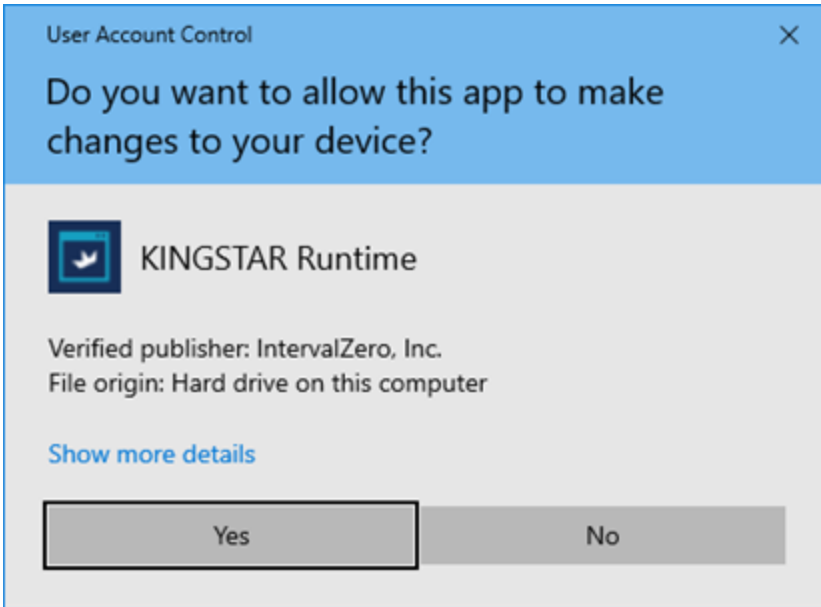 User Account Control
Do you want to allow this app to make
changes to your device?
KINGSTAR Runtime
Verified publisher: IntervalZero, Inc.
File origin: Hard drive on this computer
Show more details
Yes
No